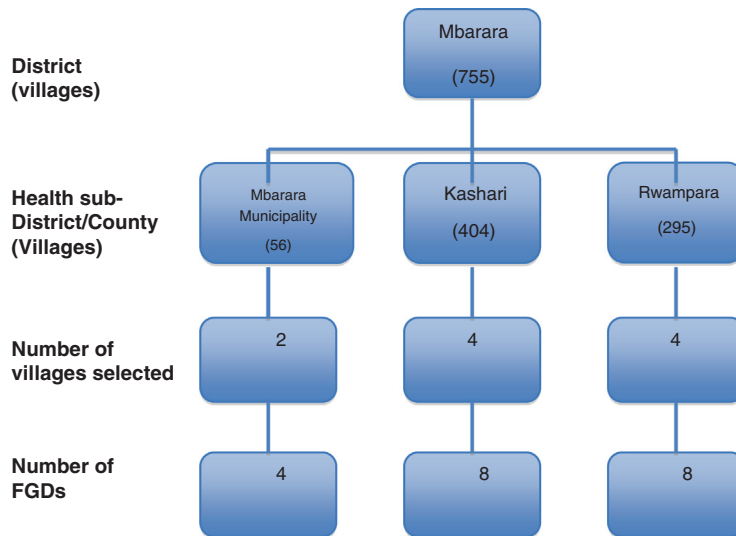 Mbarara
District
(villages)
(755)
Health sub-
District/County
(Villages)
Mbarara
Municipality
(56)
Kashari
(404)
Rwampara
(295)
Number of
villages selected
2
4
4
Number of
FGDs
4
8
8